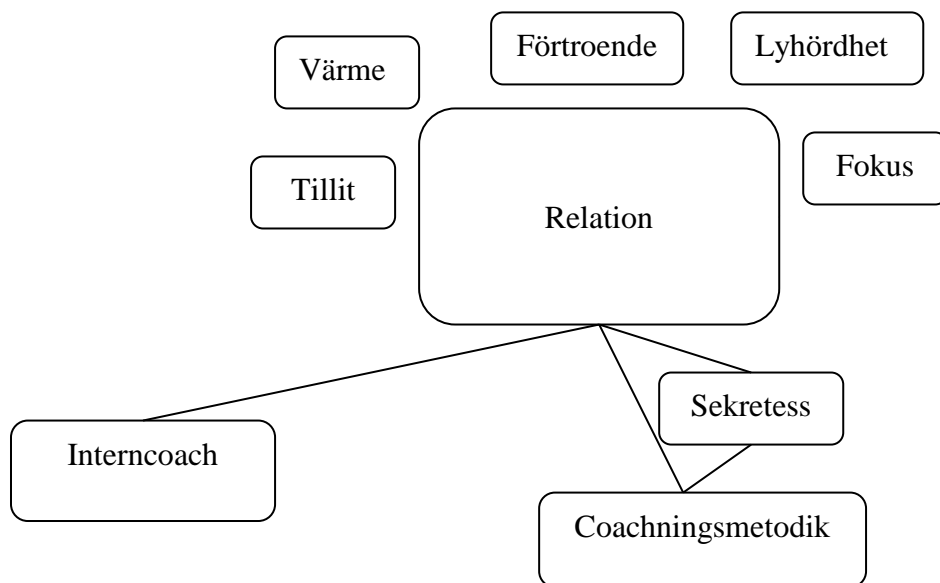 Förtroende
Lyhördhet
Värme
Fokus
Tillit
Relation
Sekretess
Interncoach
Coachningsmetodik